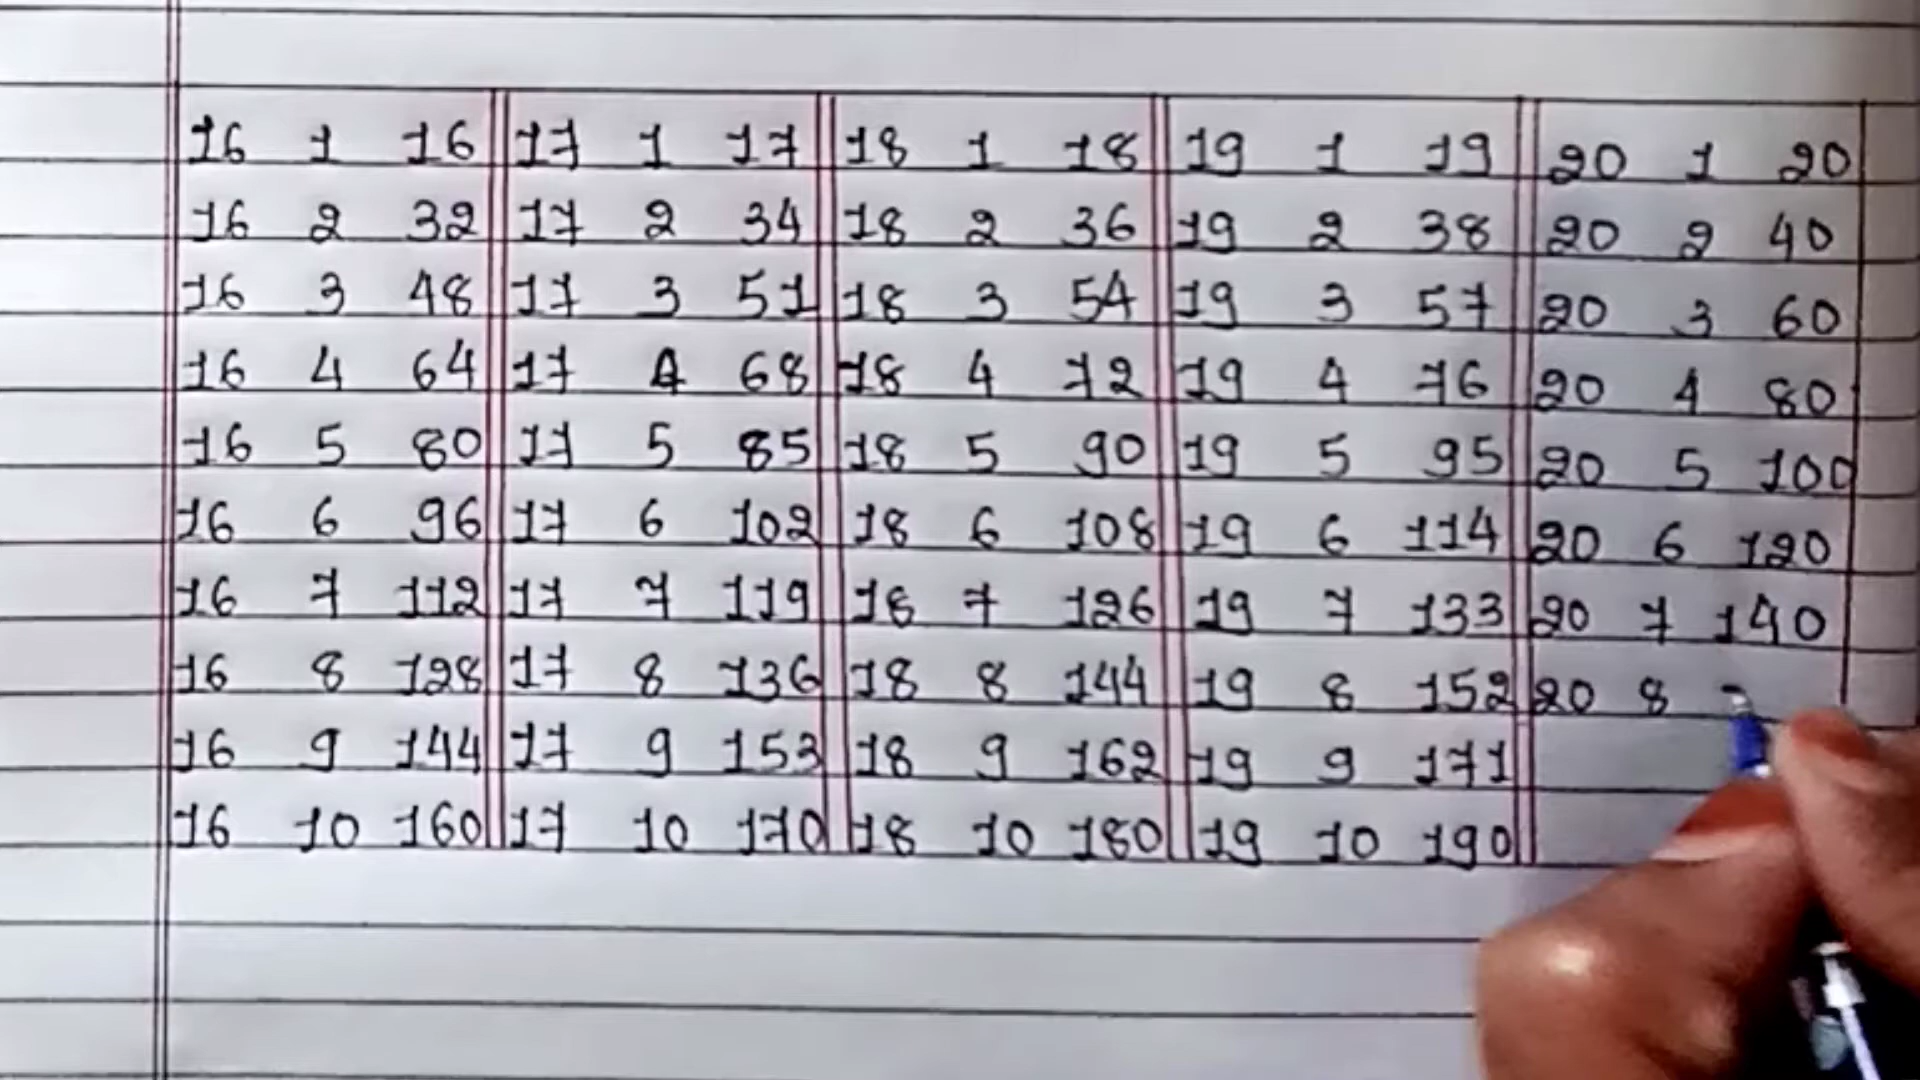 16 1 16 17 1 17 18 1 18 19 1 19 20 1 20
16 2 32 17 2 34 18 2 36 19 2 38 20 2 40
16 3 48 17 3 51 18 3 54 19 3 57 20 3 60
16 4 64 17 4 68 18 4 72 19 4 76 20 4 80
16 5 80 17 5 85 18 5 90 19 5 95 20 5 100
16 6 96 17 6 102 18 6 108 19 6 114 20 6 120
16 7 112 17 7 119 18 7 126 19 7 133 20 7 140
16 8 128 17 8 136 18 8 144 19 8 152 20 8
16 9 144 17 9 153 18 9 162 19 9 171
16 10 160 17 10 170 18 10 180 19 10 190